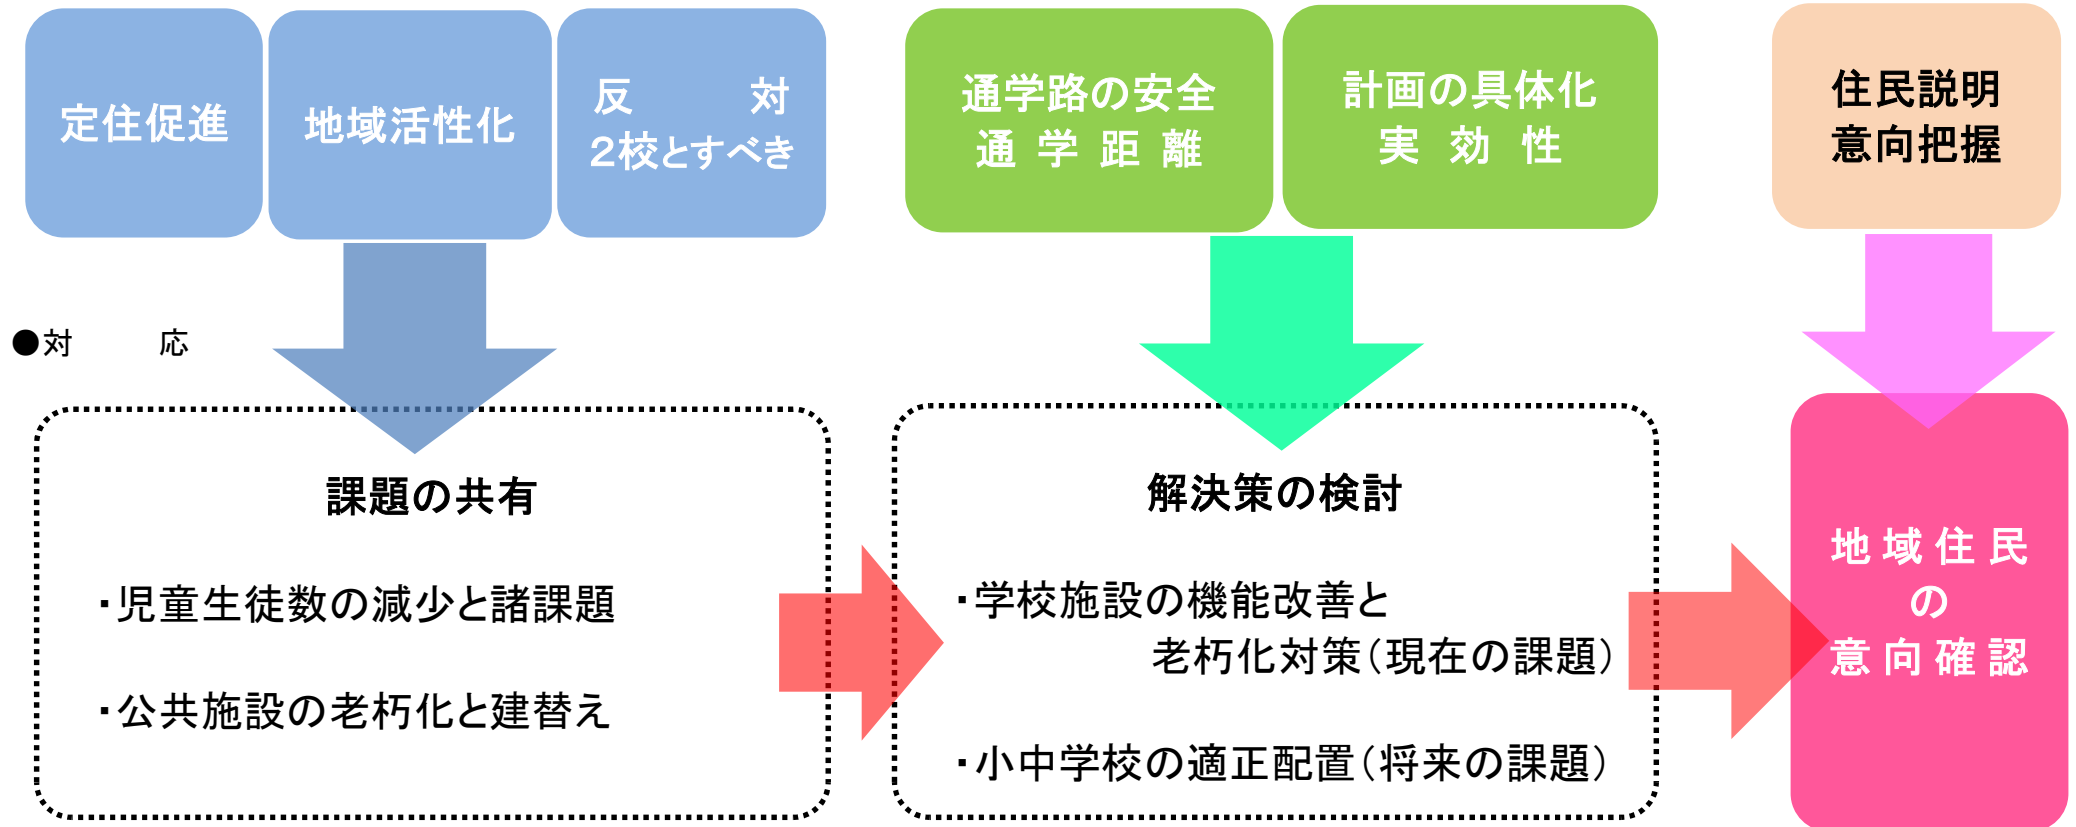 定住促進
地域活性化
反　　対
２校とすべき
通学路の安全
通学距離
計画の具体化
実効性
住民説明
意向把握
●対　　応
課題の共有
・児童生徒数の減少と諸課題
・公共施設の老朽化と建替え
解決策の検討
・学校施設の機能改善と
老朽化対策（現在の課題）
・小中学校の適正配置（将来の課題）
地域住民
の
意向確認